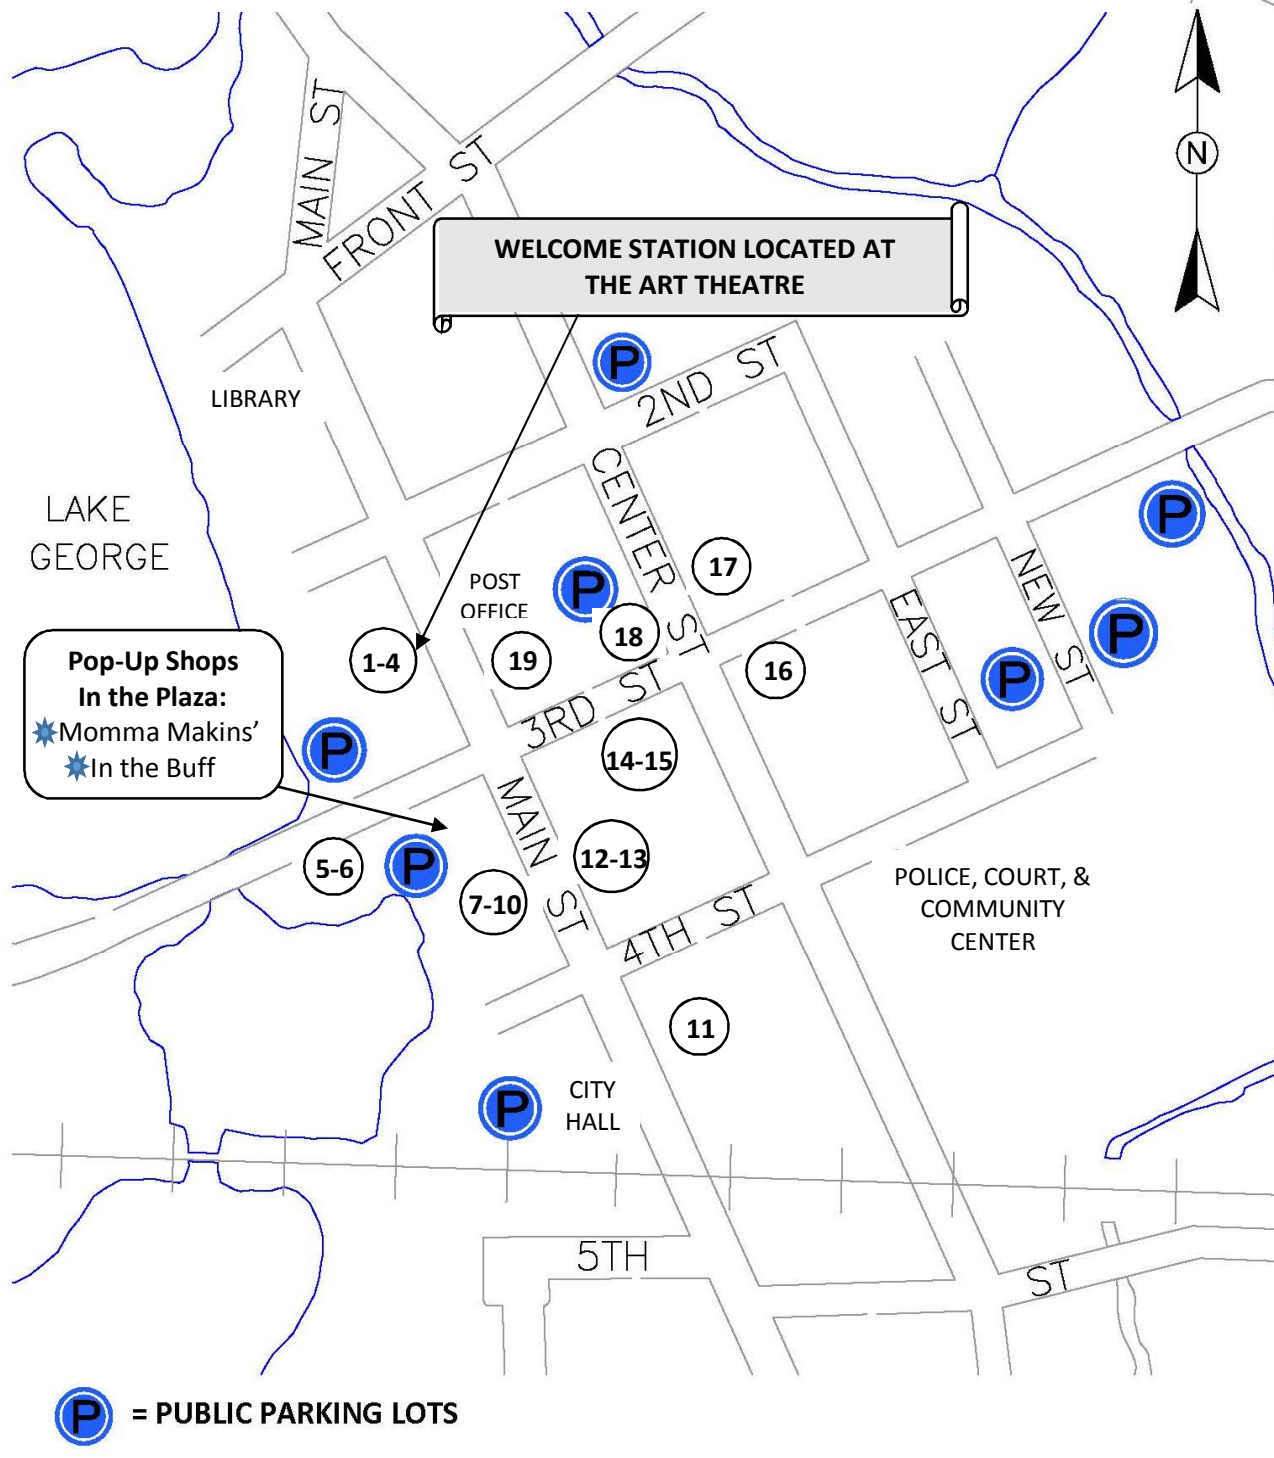 MAIN ST
FRONT ST
N
WELCOME STATION LOCATED AT
THE ART THEATRE
P
2ND ST
LIBRARY
CENTER ST
LAKE
GEORGE
P
POST
OFFICE
P
17
18
NEW ST
EAST ST
P
P
1-4
19
16
Pop-Up Shops
In the Plaza:
Momma Makins’
In the Buff
3RD ST
P
14-15
MAIN ST
5-6
P
12-13
7-10
POLICE, COURT, &
COMMUNITY
CENTER
4TH ST
11
P
CITY
HALL
5TH ST
P = PUBLIC PARKING LOTS